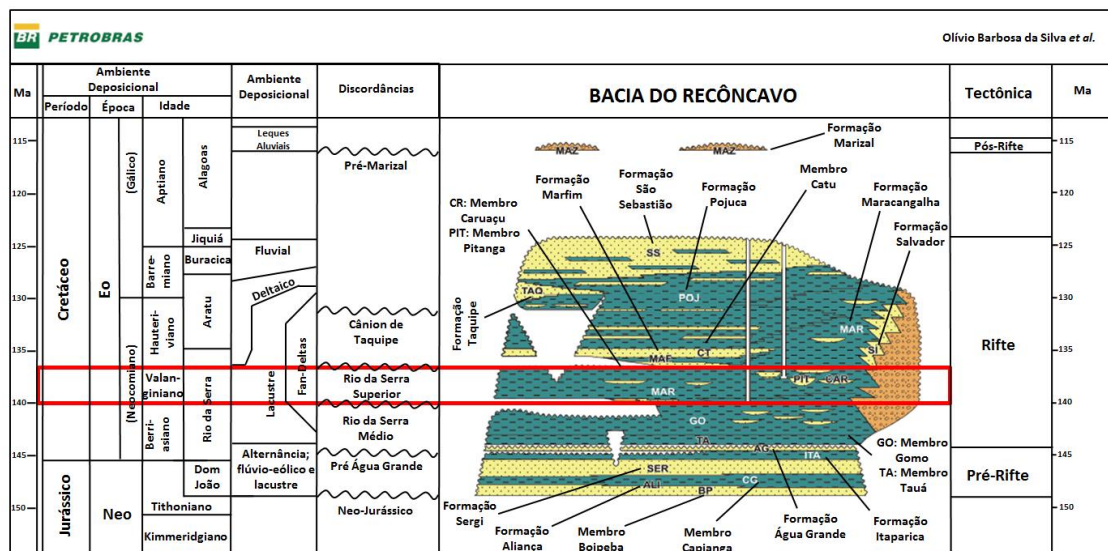 BR PETROBRAS
Olívio Barbosa da Silva et al.
Ma
Ambiente
Deposicional
Período
Época
Idade
Ambiente
Deposicional
Discordâncias
BACIA DO RECÔNCAVO
Tectônica
Ma
115
120
125
130
135
140
145
150
Cretáceo
Jurássico
Eo
Neo
(Gálico)
(Neocomiano)
Aptiano
Barre-
miano
Hauteri-
viano
Valan-
giniano
Berri-
asiano
Tithoniano
Kimmeridgiano
Alagoas
Jiquiá
Buracica
Aratu
Rio da Serra
Dom
João
Leques
Aluviais
Fluvial
Deltaico
Lacustre
Fan-Deltas
Alternância;
flúvio-eólico e
lacustre
Pré-Marizal
Cânion de
Taquipe
Rio da Serra
Superior
Rio da Serra
Médio
Pré Água Grande
Neo-Jurássico
MAZ
MAZ
Formação
Marizal
CR: Membro
Caruaçu
PIT: Membro
Pitanga
Formação
Marfim
Formação
São
Sebastião
Formação
Pojuca
Membro
Catu
Formação
Maracangalha
Formação
Salvador
Formação
Taquipe
SS
TAQ
POJ
MAR
SI
MAF
CT
PIT
CAR
MAR
GO
TA
AG
ITA
SER
ALI
BP
CG
GO: Membro
Gomo
TA: Membro
Tauá
Formação
Sergi
Formação
Aliança
Membro
Boipeba
Membro
Capianga
Formação
Água Grande
Formação
Itaparica
Pós-Rifte
Rifte
Pré-Rifte
115
120
125
130
135
140
145
150